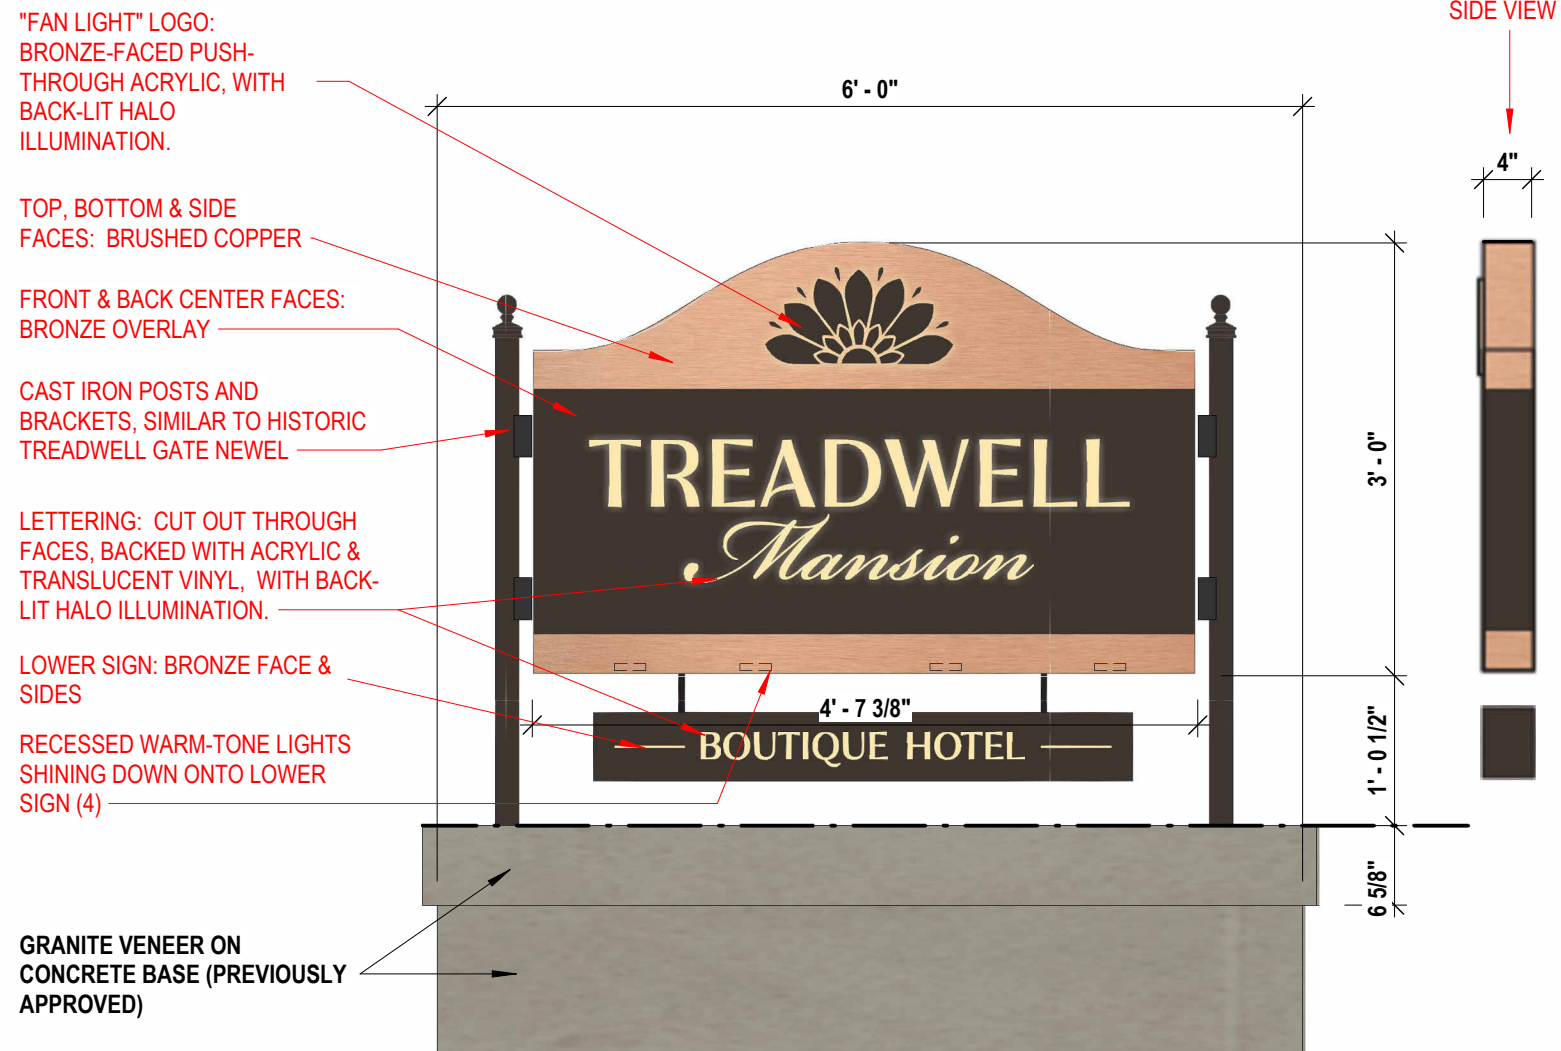 "FAN LIGHT" LOGO:
BRONZE-FACED PUSH-
THROUGH ACRYLIC, WITH
BACK-LIT HALO
ILLUMINATION.
TOP, BOTTOM & SIDE
FACES: BRUSHED COPPER
FRONT & BACK CENTER FACES:
BRONZE OVERLAY
CAST IRON POSTS AND
BRACKETS, SIMILAR TO HISTORIC
TREADWELL GATE NEWEL
LETTERING: CUT OUT THROUGH
FACES, BACKED WITH ACRYLIC &
TRANSLUCENT VINYL, WITH BACK-
LIT HALO ILLUMINATION.
LOWER SIGN: BRONZE FACE &
SIDES
RECESSED WARM-TONE LIGHTS
SHINING DOWN ONTO LOWER
SIGN (4)
GRANITE VENEER ON
CONCRETE BASE (PREVIOUSLY
APPROVED)
6' - 0"
TREADWELL
Mansion
4' - 7 3/8"
BOUTIQUE HOTEL
3' - 0"
1' - 0 1/2"
6 5/8"
SIDE VIEW
4"